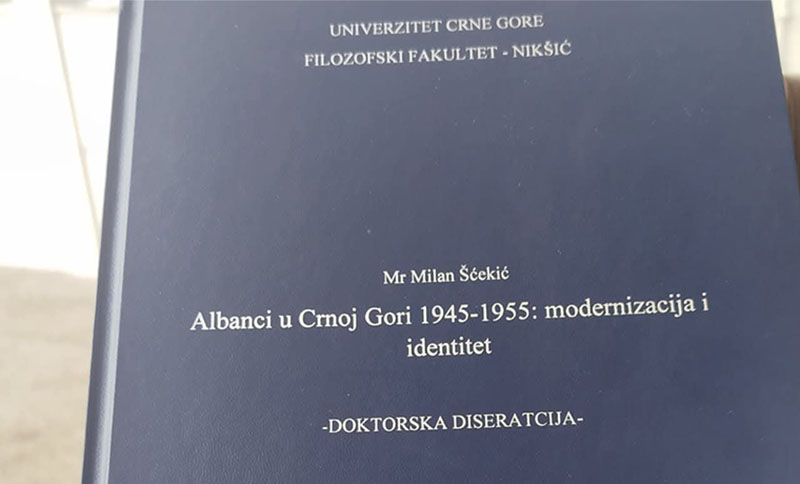 UNIVERZITET CRNE GORE
FILOZOFSKI FAKULTET - NIKŠIĆ
Mr Milan Šćekić
Albanci u Crnoj Gori 1945-1955: modernizacija i
identitet
-DOKTORSKA DISERATCIJA-